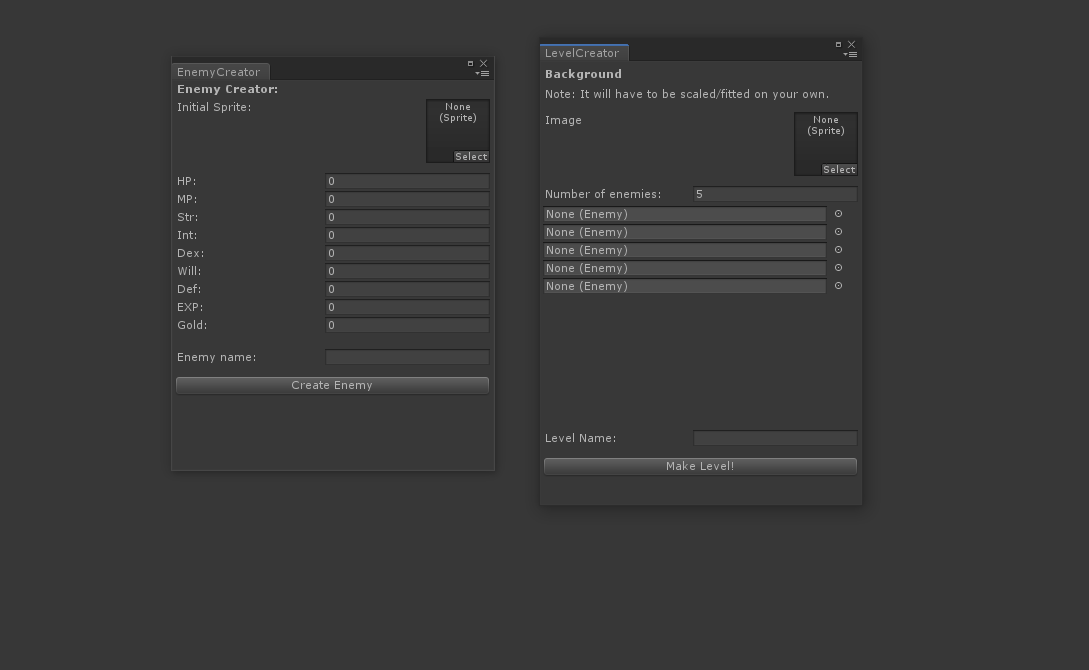 EnemyCreator
Enemy Creator:
Initial Sprite:
None
(Sprite)
Select
HP: 0
MP: 0
Str: 0
Int: 0
Dex: 0
Will: 0
Def: 0
EXP: 0
Gold: 0
Enemy name:
Create Enemy
LevelCreator
Background
Note: It will have to be scaled/fitted on your own.
Image
None
(Sprite)
Select
Number of enemies: 5
None (Enemy)
None (Enemy)
None (Enemy)
None (Enemy)
None (Enemy)
Level Name:
Make Level!